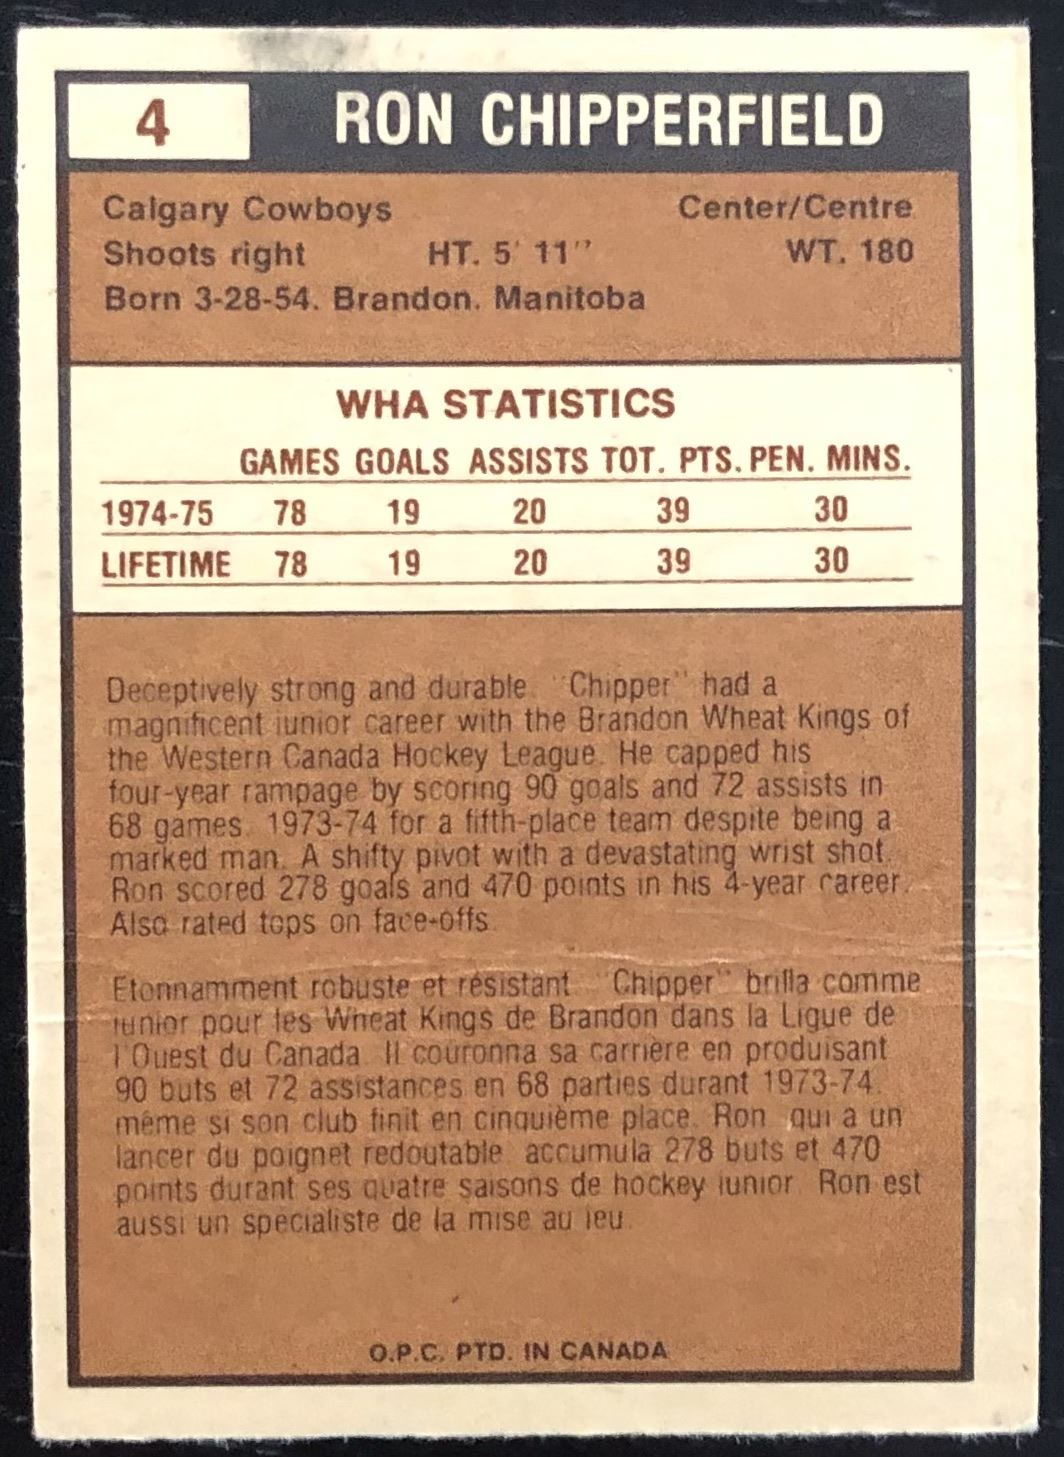 4 RON CHIPPERFIELD
Calgary Cowboys Center/Centre
Shoots right HT. 5' 11" WT. 180
Born 3-28-54. Brandon. Manitoba
WHA STATISTICS
GAMES GOALS ASSISTS TOT. PTS. PEN. MINS.
1974-75 78 19 20 39 30
LIFETIME 78 19 20 39 30
Deceptively strong and durable. "Chipper" had a
magnificent junior career with the Brandon Wheat Kings of
the Western Canada Hockey League. He capped his
four-year rampage by scoring 90 goals and 72 assists in
68 games. 1973-74 for a fifth-place team despite being a
marked man. A shifty pivot with a devastating wrist shot.
Ron scored 278 goals and 470 points in his 4-year career.
Also rated tops on face-offs.
Etonnamment robuste et résistant "Chipper" brilla comme
junior pour les Wheat Kings de Brandon dans la Ligue de
l'Ouest du Canada. Il couronna sa carrière en produisant
90 buts et 72 assistances en 68 parties durant 1973-74.
même si son club finit en cinquième place. Ron qui a un
lancer du poignet redoutable accumula 278 buts et 470
points durant ses quatre saisons de hockey junior. Ron est
aussi un spécialiste de la mise au jeu.
O.P.C. PTD. IN CANADA